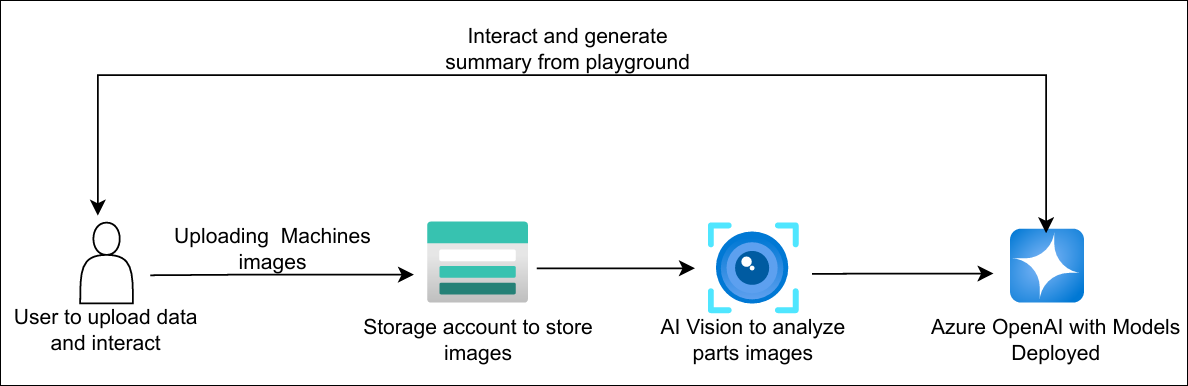 Interact and generate
summary from playground
Uploading  Machines
images
User to upload data
and interact
Storage account to store
images
AI Vision to analyze
parts images
Azure OpenAI with Models
Deployed